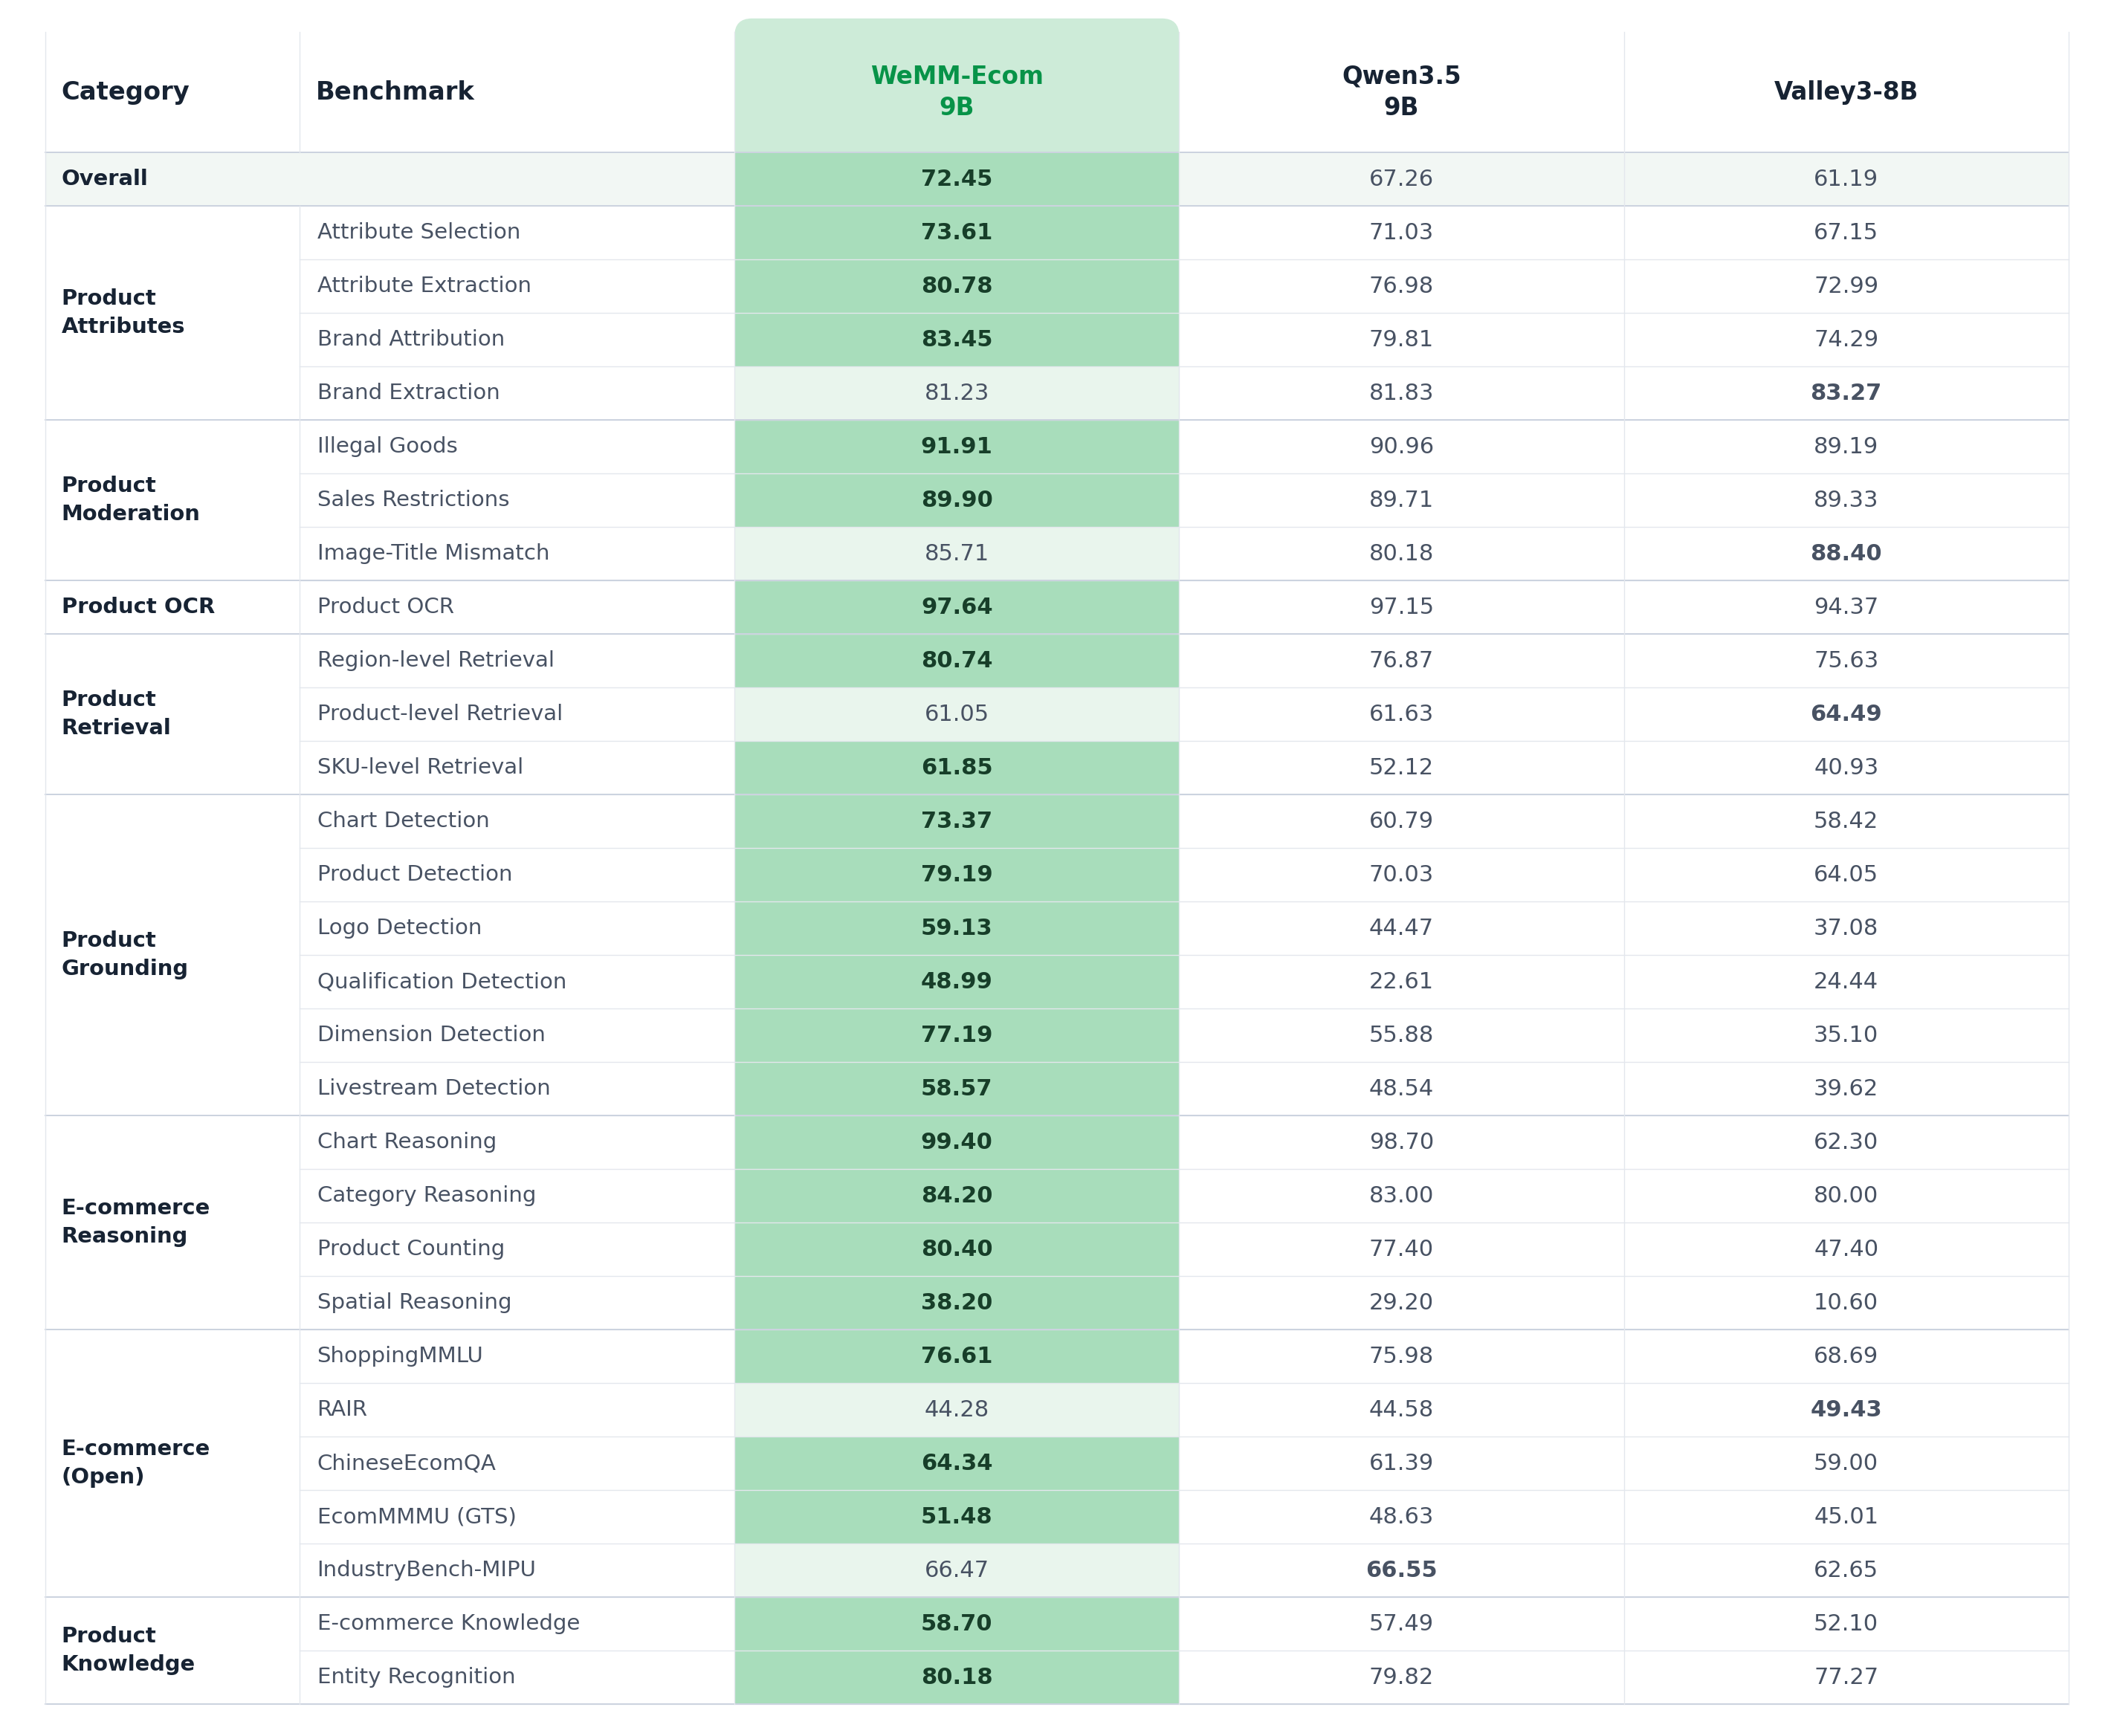 Category Benchmark WeMM-Ecom 9B Qwen3.5 9B Valley3-8B
Overall 72.45 67.26 61.19
Product Attributes
Attribute Selection 73.61 71.03 67.15
Attribute Extraction 80.78 76.98 72.99
Brand Attribution 83.45 79.81 74.29
Brand Extraction 81.23 81.83 83.27
Product Moderation
Illegal Goods 91.91 90.96 89.19
Sales Restrictions 89.90 89.71 89.33
Image-Title Mismatch 85.71 80.18 88.40
Product OCR Product OCR 97.64 97.15 94.37
Product Retrieval
Region-level Retrieval 80.74 76.87 75.63
Product-level Retrieval 61.05 61.63 64.49
SKU-level Retrieval 61.85 52.12 40.93
Product Grounding
Chart Detection 73.37 60.79 58.42
Product Detection 79.19 70.03 64.05
Logo Detection 59.13 44.47 37.08
Qualification Detection 48.99 22.61 24.44
Dimension Detection 77.19 55.88 35.10
Livestream Detection 58.57 48.54 39.62
E-commerce Reasoning
Chart Reasoning 99.40 98.70 62.30
Category Reasoning 84.20 83.00 80.00
Product Counting 80.40 77.40 47.40
Spatial Reasoning 38.20 29.20 10.60
E-commerce (Open)
ShoppingMMLU 76.61 75.98 68.69
RAIR 44.28 44.58 49.43
ChineseEcomQA 64.34 61.39 59.00
EcomMMMU (GTS) 51.48 48.63 45.01
IndustryBench-MIPU 66.47 66.55 62.65
Product Knowledge
E-commerce Knowledge 58.70 57.49 52.10
Entity Recognition 80.18 79.82 77.27